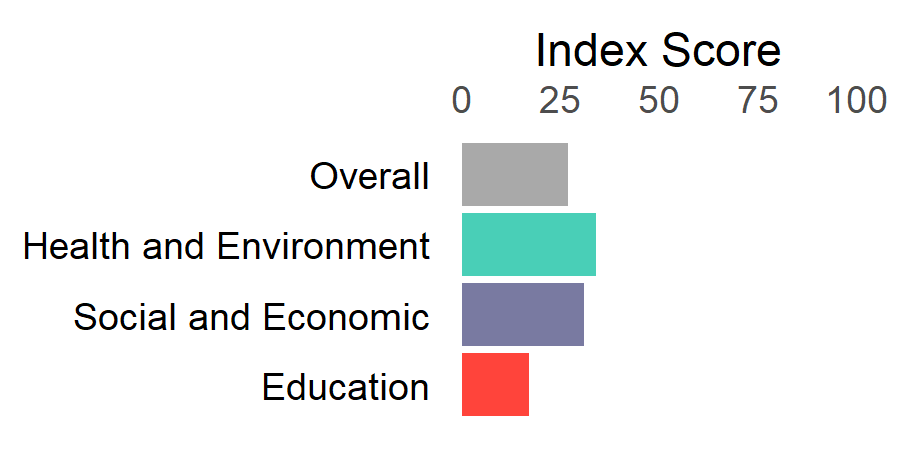 Index Score
0 25 50 75 100
Overall
Health and Environment
Social and Economic
Education